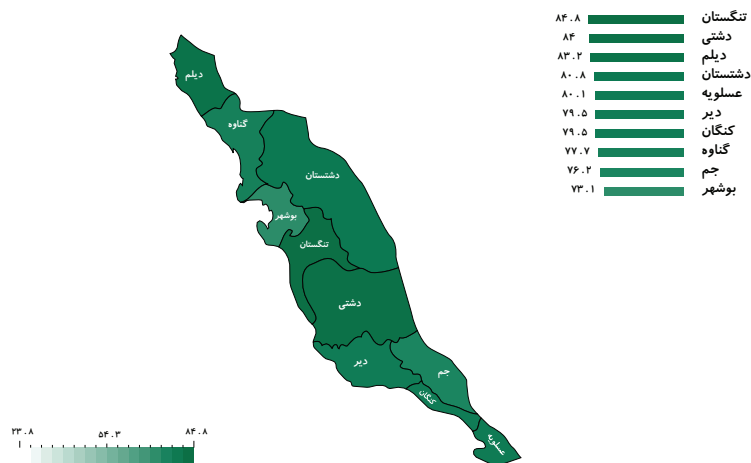 تنگستان ۸۴.۸
دشتی ۸۴
دیلم ۸۳.۲
دشتستان ۸۰.۸
عسلویه ۸۰.۱
دیر ۷۹.۵
کنگان ۷۹.۵
گناوه ۷۷.۷
جم ۷۶.۲
بوشهر ۷۳.۱
دیلم
گناوه
دشتستان
بوشهر
تنگستان
دشتی
دیر
جم
کنگان
عسلویه
۲۳.۸ ۵۴.۳ ۸۴.۸